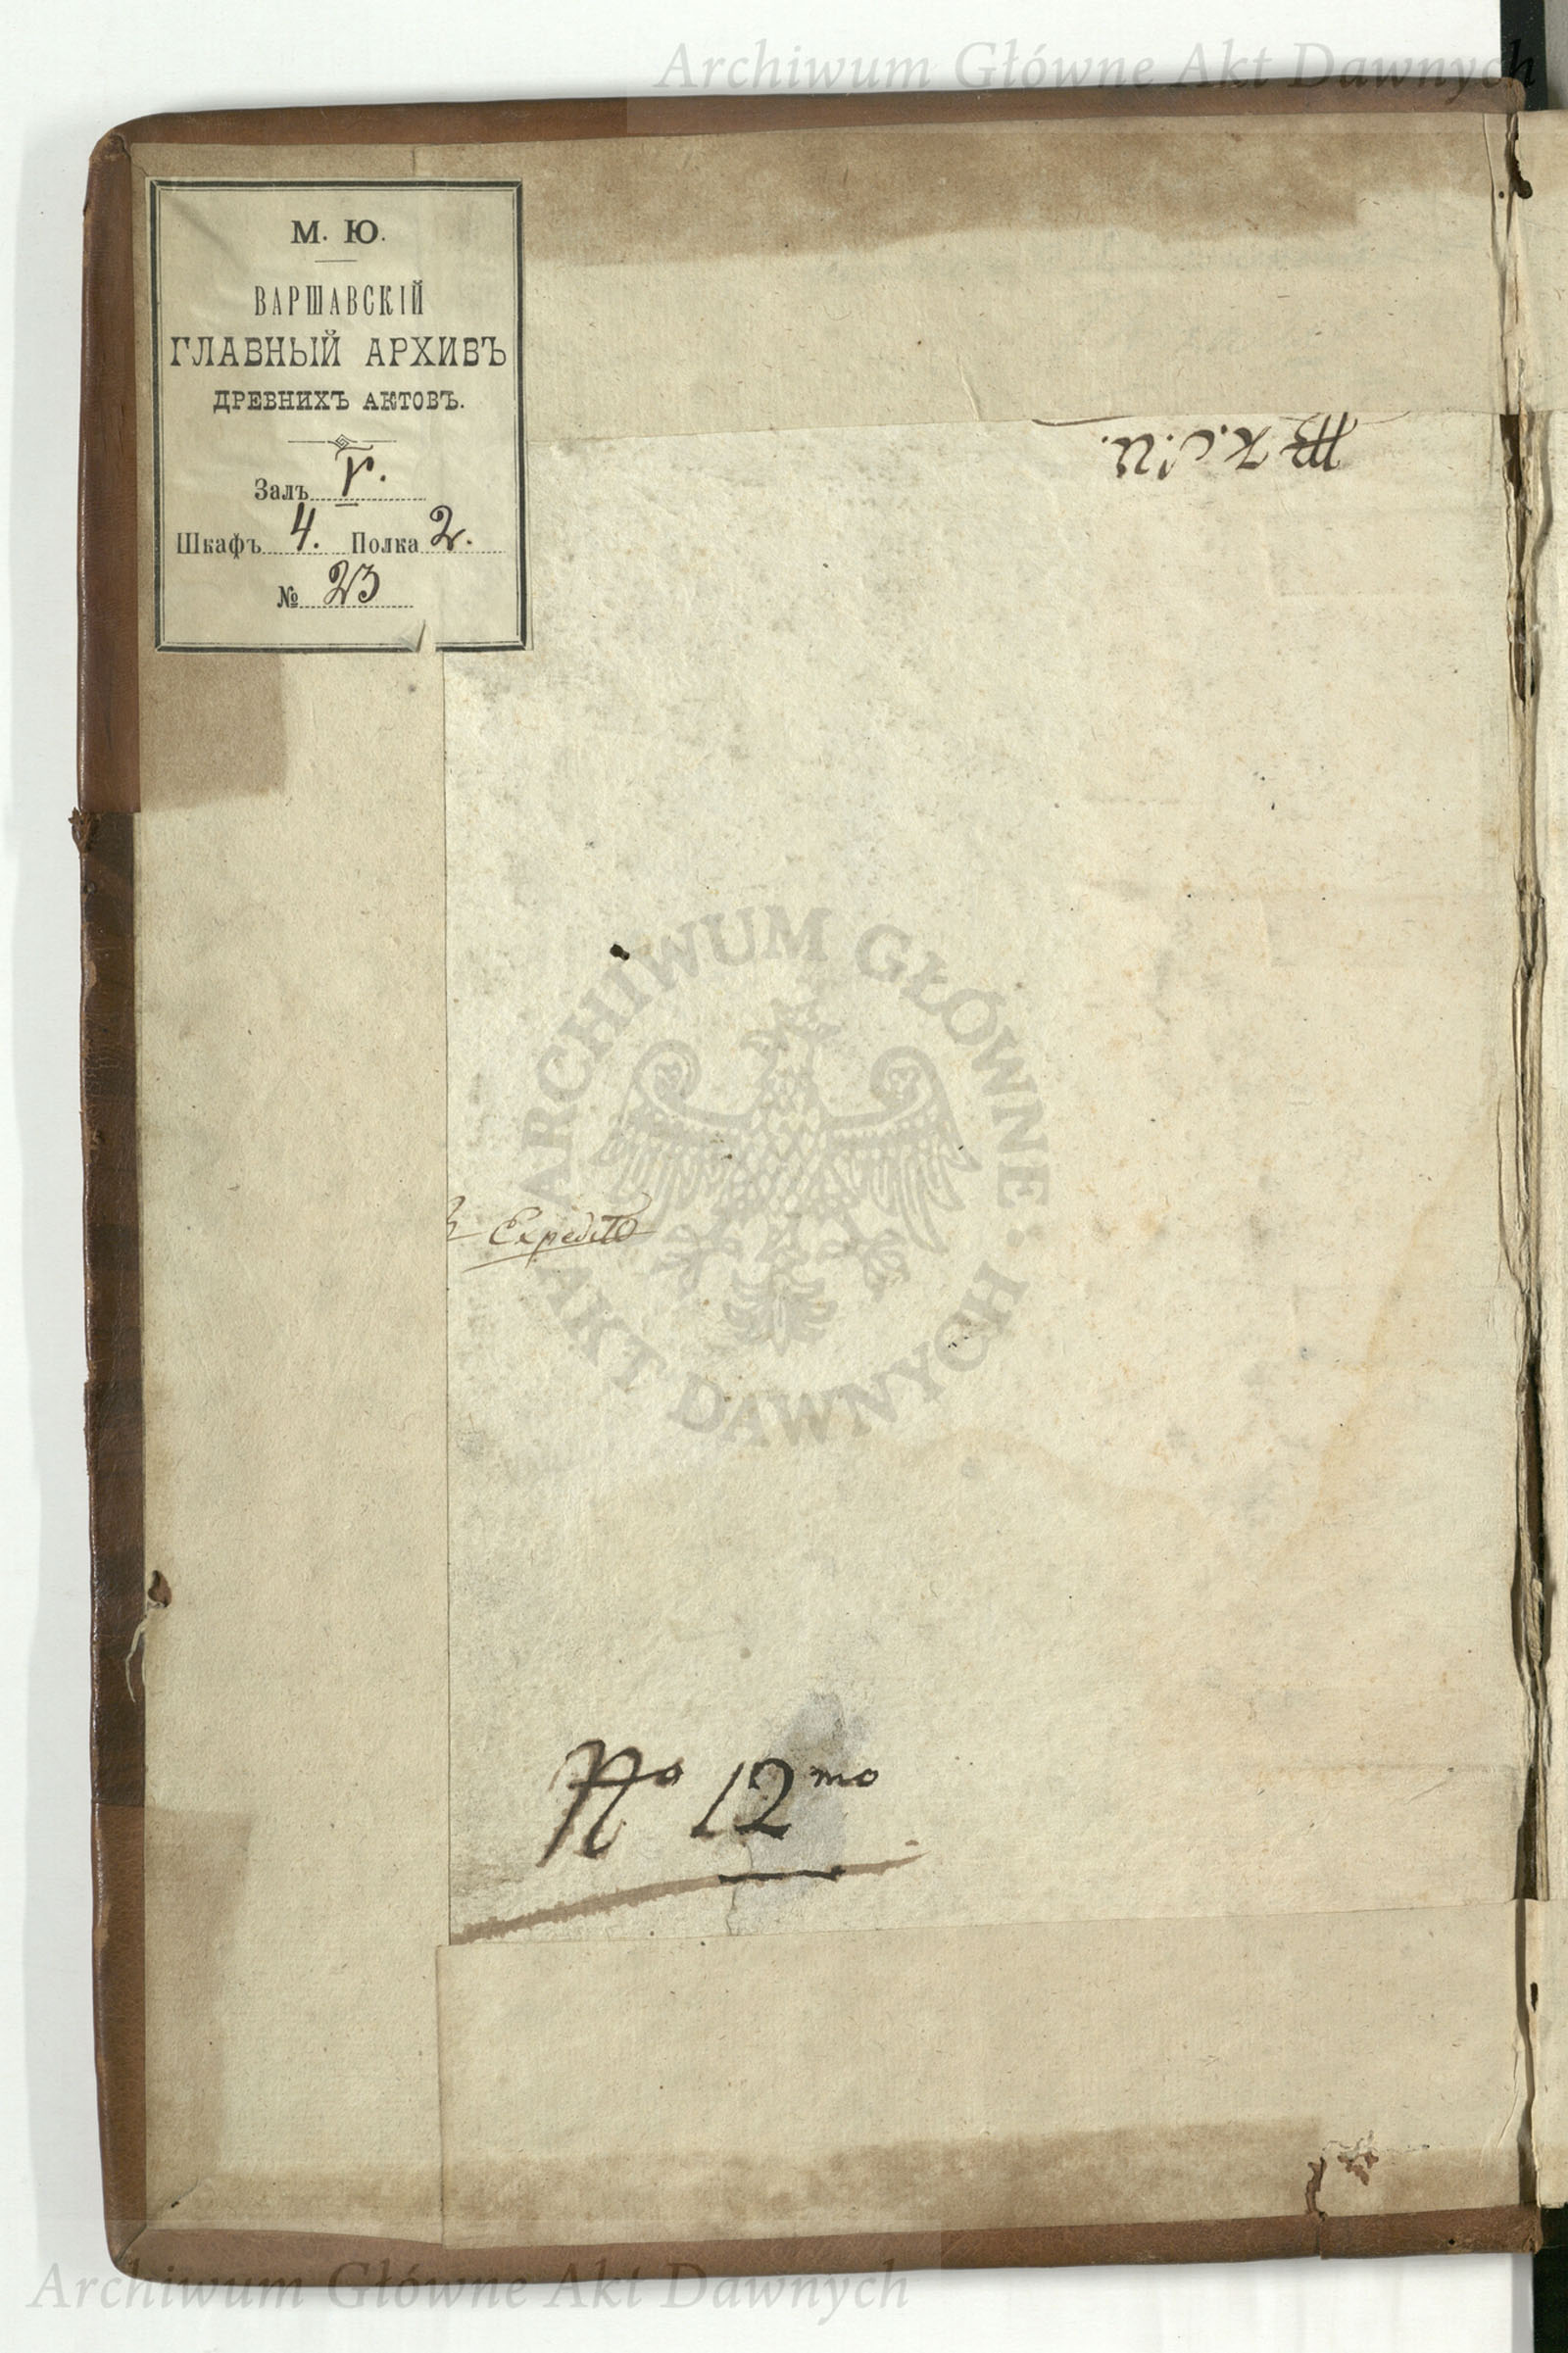 Archiwum Główne Akt Dawnych
М. Ю.
ВАРШАВСКІЙ
ГЛАВНЫЙ АРХИВЪ
ДРЕВНИХЪ АКТОВЪ.
Залъ
Шкафъ 4. Полка 2.
№ 23
ARCHIWUM GŁÓWNE
AKT DAWNYCH
Expedito
No 12mo
Archiwum Główne Akt Dawnych